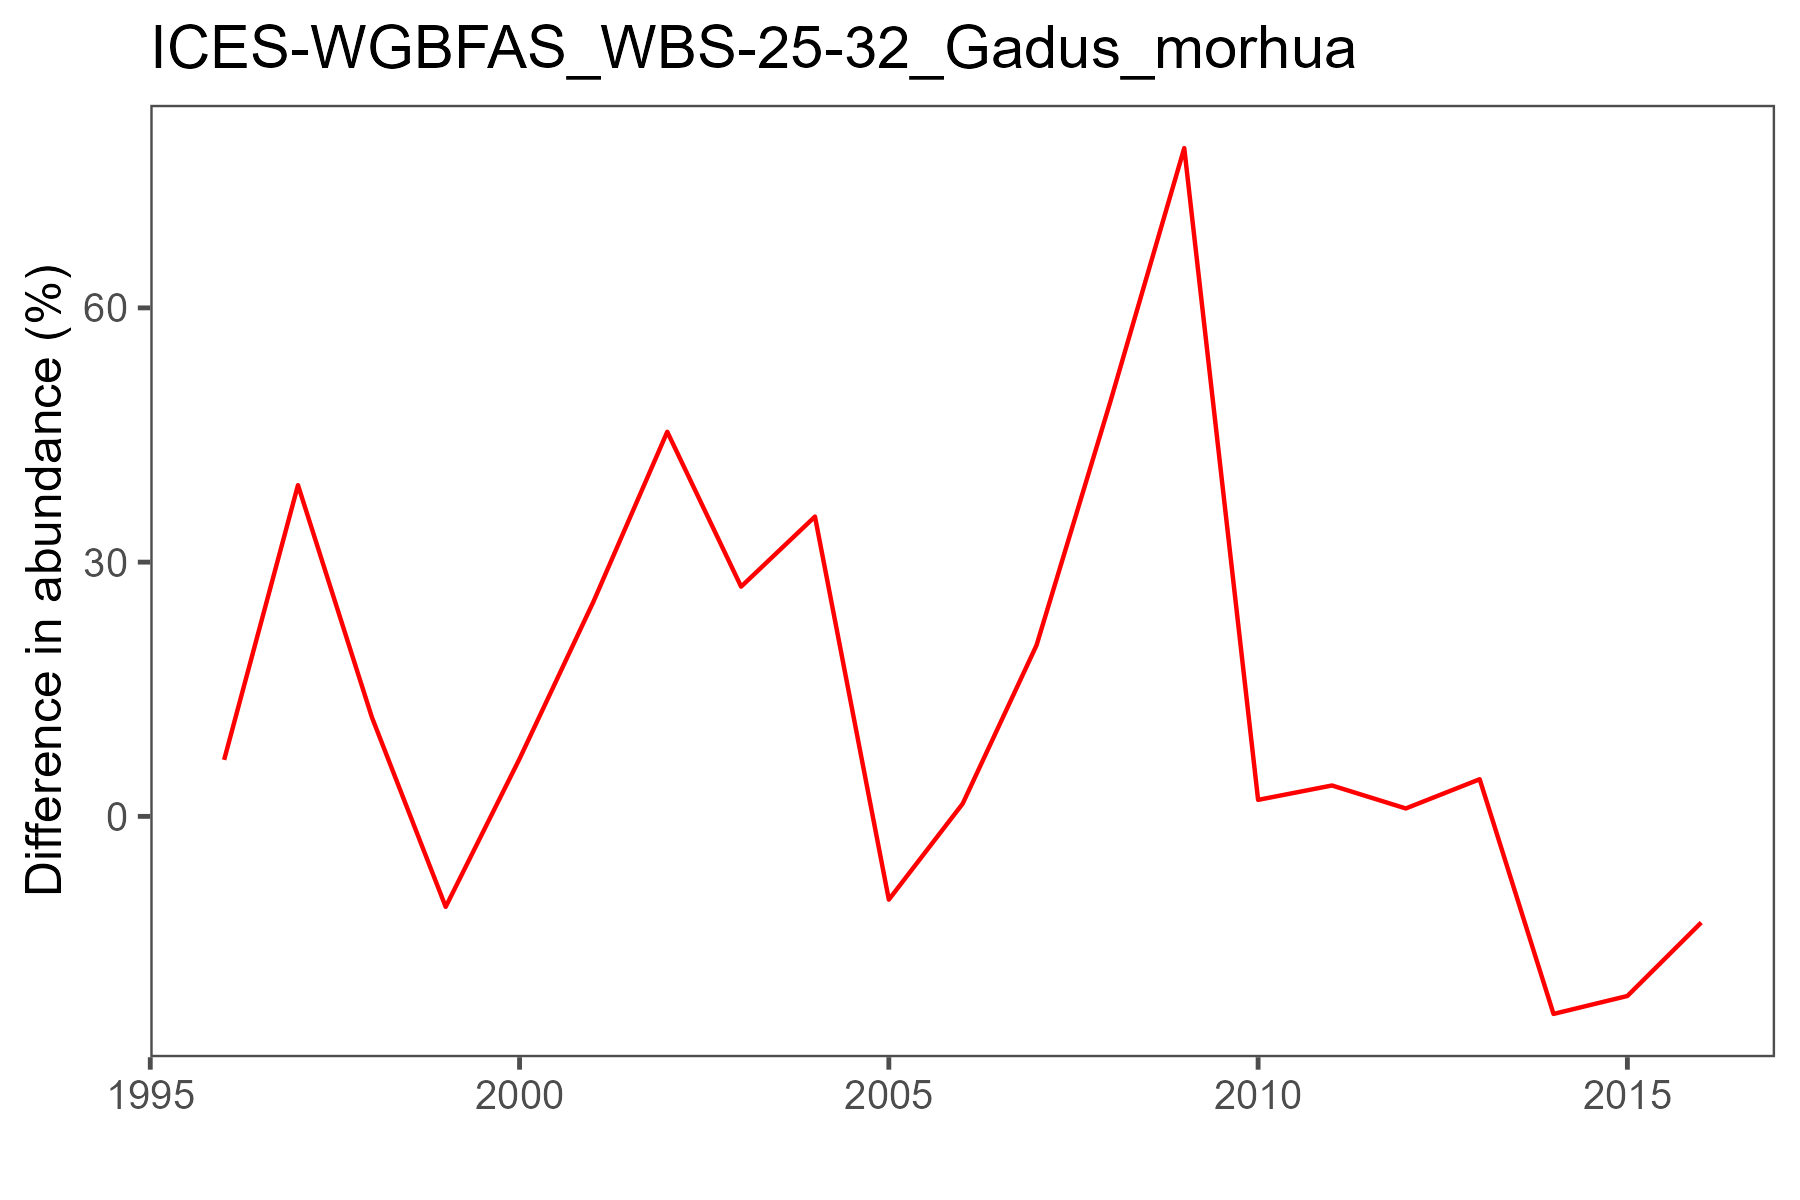 ICES-WGBFAS_WBS-25-32_Gadus_morhua
Difference in abundance (%)
60
30
0
1995 2000 2005 2010 2015